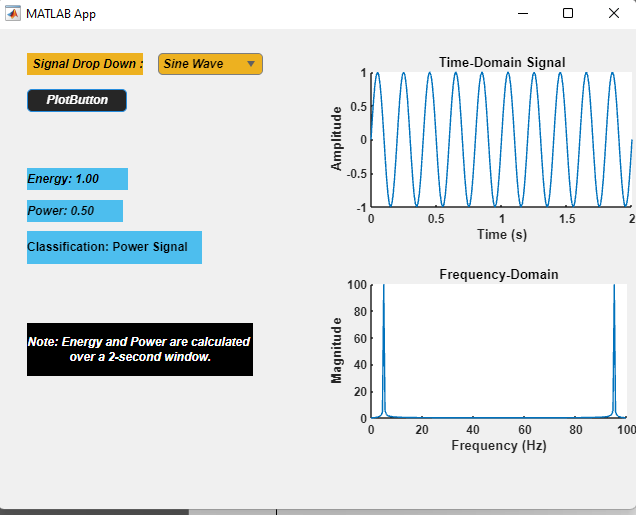 MATLAB App
Signal Drop Down : Sine Wave
PlotButton
Energy: 1.00
Power: 0.50
Classification: Power Signal
Note: Energy and Power are calculated
over a 2-second window.
Time-Domain Signal
Amplitude
1
0.5
0
-0.5
-1
0 0.5 1 1.5 2
Time (s)
Frequency-Domain
Magnitude
100
80
60
40
20
0
0 20 40 60 80 100
Frequency (Hz)